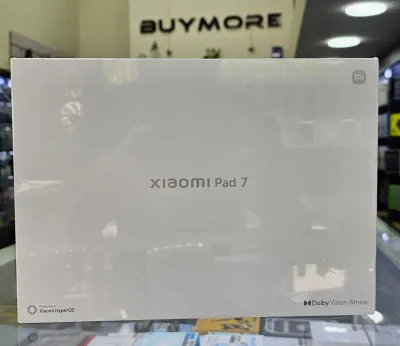 BUYMORE
mi
xiaomi Pad 7
Xiaomi HyperOS
Dolby Vision·Atmos